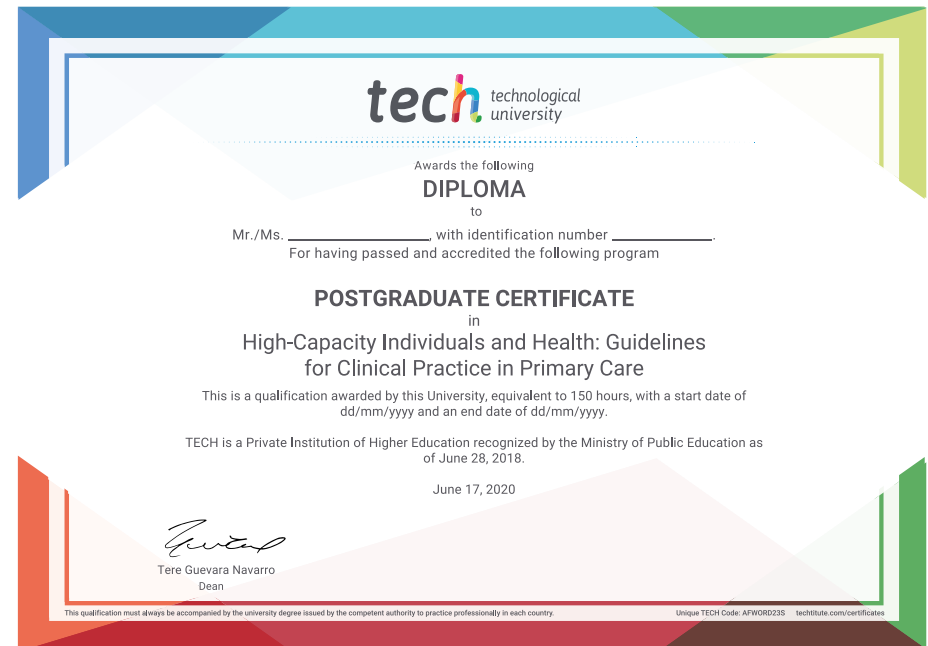 tech technological
university
Awards the following
DIPLOMA
to
Mr./Ms. ____________________, with identification number ______________.
For having passed and accredited the following program
POSTGRADUATE CERTIFICATE
in
High-Capacity Individuals and Health: Guidelines
for Clinical Practice in Primary Care
This is a qualification awarded by this University, equivalent to 150 hours, with a start date of
dd/mm/yyyy and an end date of dd/mm/yyyy.
TECH is a Private Institution of Higher Education recognized by the Ministry of Public Education as
of June 28, 2018.
June 17, 2020
Tere Guevara Navarro
Dean
This qualification must always be accompanied by the university degree issued by the competent authority to practice professionally in each country. Unique TECH Code: AFWORD23S techtitute.com/certificates